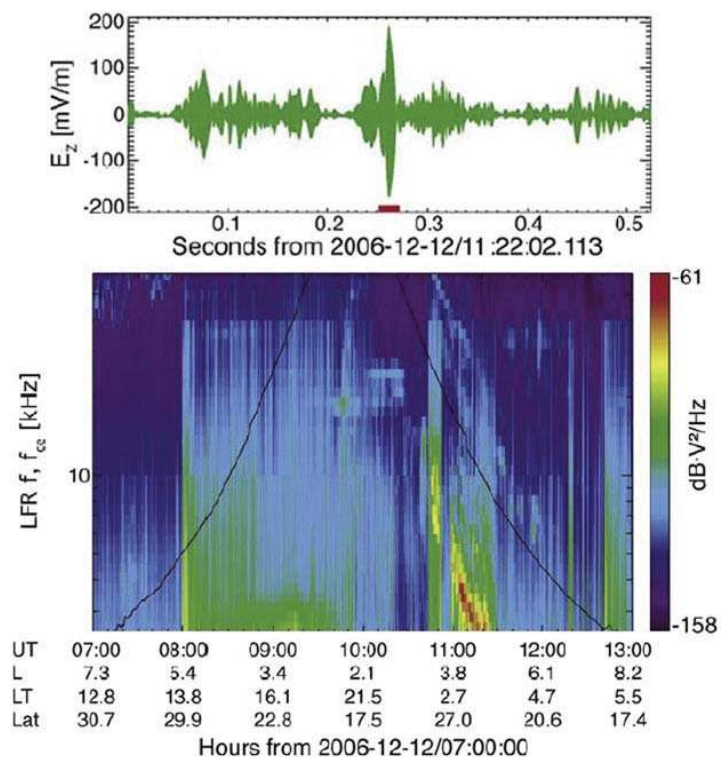 200
100
0
-100
-200
E_z [mV/m]
0.1 0.2 0.3 0.4 0.5
Seconds from 2006-12-12/11:22:02.113
LFR f, f_ce [kHz]
10
-61
-158
dB·V²/Hz
UT 07:00 08:00 09:00 10:00 11:00 12:00 13:00
L 7.3 5.4 3.4 2.1 3.8 6.1 8.2
LT 12.8 13.8 16.1 21.5 2.7 4.7 5.5
Lat 30.7 29.9 22.8 17.5 27.0 20.6 17.4
Hours from 2006-12-12/07:00:00